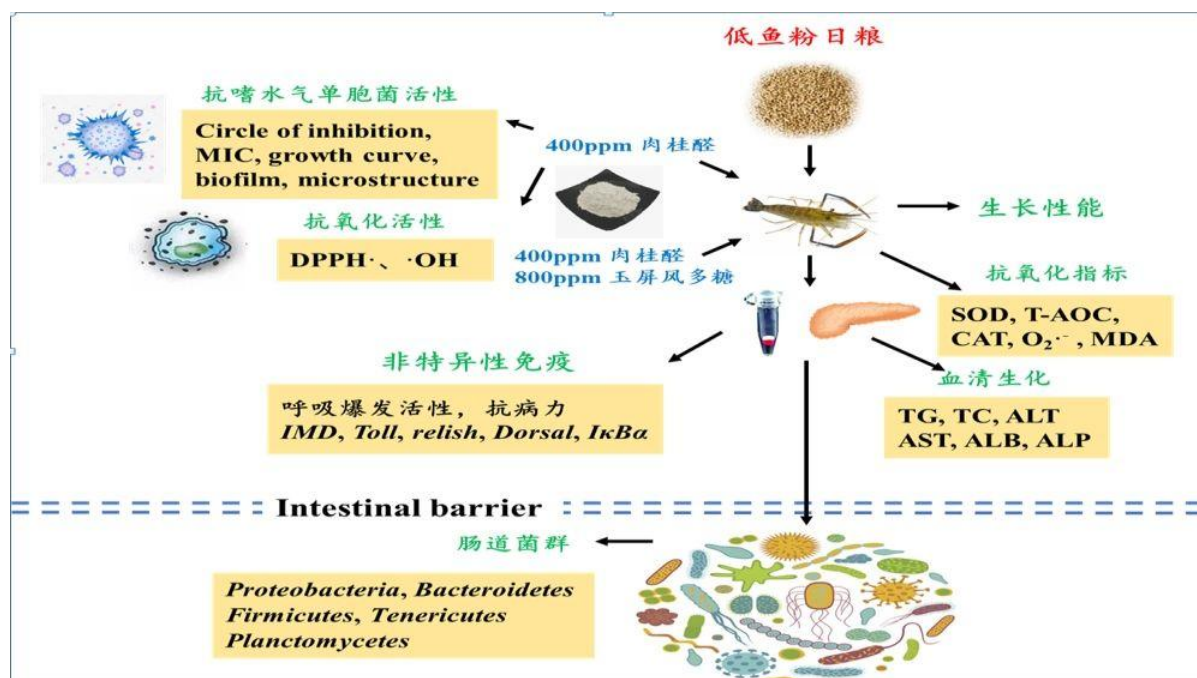 低鱼粉日粮
抗嗜水气单胞菌活性
Circle of inhibition,
MIC, growth curve,
biofilm, microstructure
400ppm 肉桂醛
抗氧化活性
DPPH·、·OH
400ppm 肉桂醛
800ppm 玉屏风多糖
生长性能
抗氧化指标
SOD, T-AOC,
CAT, O₂·⁻ , MDA
非特异性免疫
呼吸爆发活性，抗病力
IMD, Toll, relish, Dorsal, IκBα
血清生化
TG, TC, ALT
AST, ALB, ALP
Intestinal barrier
肠道菌群
Proteobacteria, Bacteroidetes
Firmicutes, Tenericutes
Planctomycetes